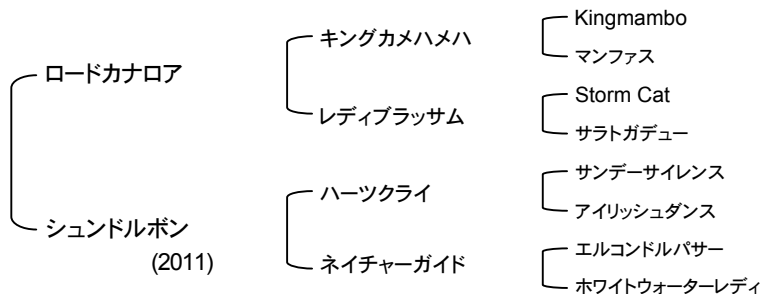 Kingmambo
キングカメハメハ
マンファス
ロードカナロア
Storm Cat
レディブラッサム
サラトガデュー
サンデーサイレンス
ハーツクライ
アイリッシュダンス
シュンドルボン
(2011)
エルコンドルパサー
ネイチャーガイド
ホワイトウォーターレディ